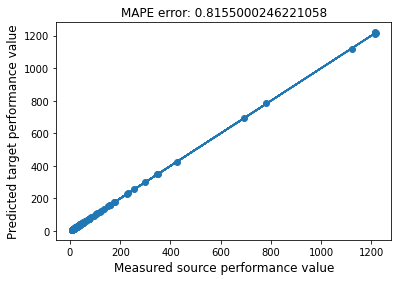 MAPE error: 0.8155000246221058
Predicted target performance value
1200
1000
800
600
400
200
0
0 200 400 600 800 1000 1200
Measured source performance value